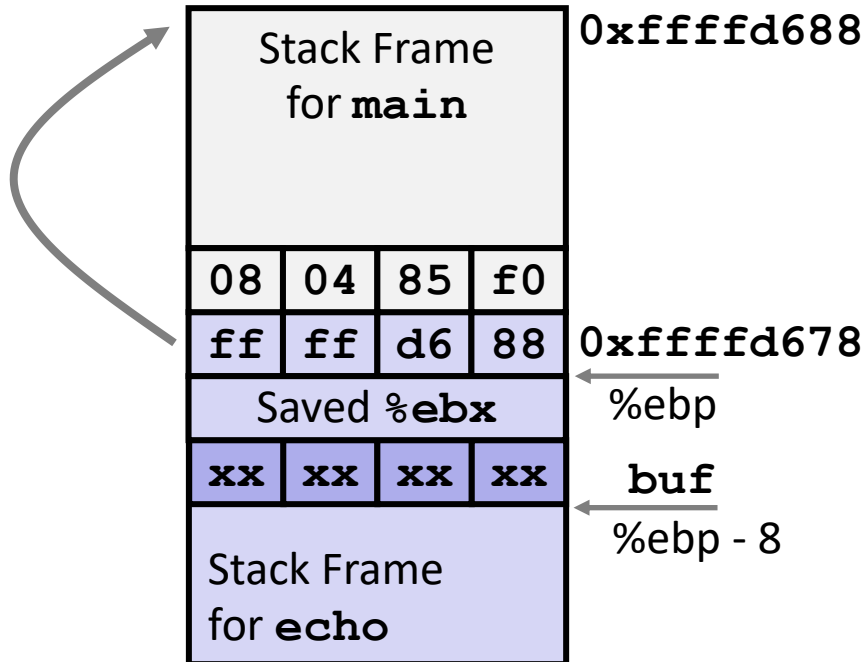 Stack Frame
for main
0xffffd688
08 04 85 f0
ff ff d6 88
0xffffd678
%ebp
Saved %ebx
xx xx xx xx
buf
%ebp - 8
Stack Frame
for echo